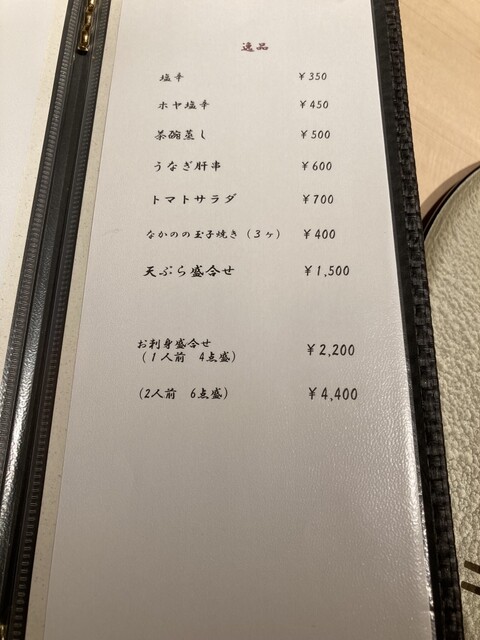 逸品
塩辛 ¥350
ホヤ塩辛 ¥450
茶碗蒸し ¥500
うなぎ肝串 ¥600
トマトサラダ ¥700
なかのの玉子焼き（3ヶ） ¥400
天ぷら盛合せ ¥1,500
お刺身盛合せ
（1人前 4点盛） ¥2,200
（2人前 6点盛） ¥4,400